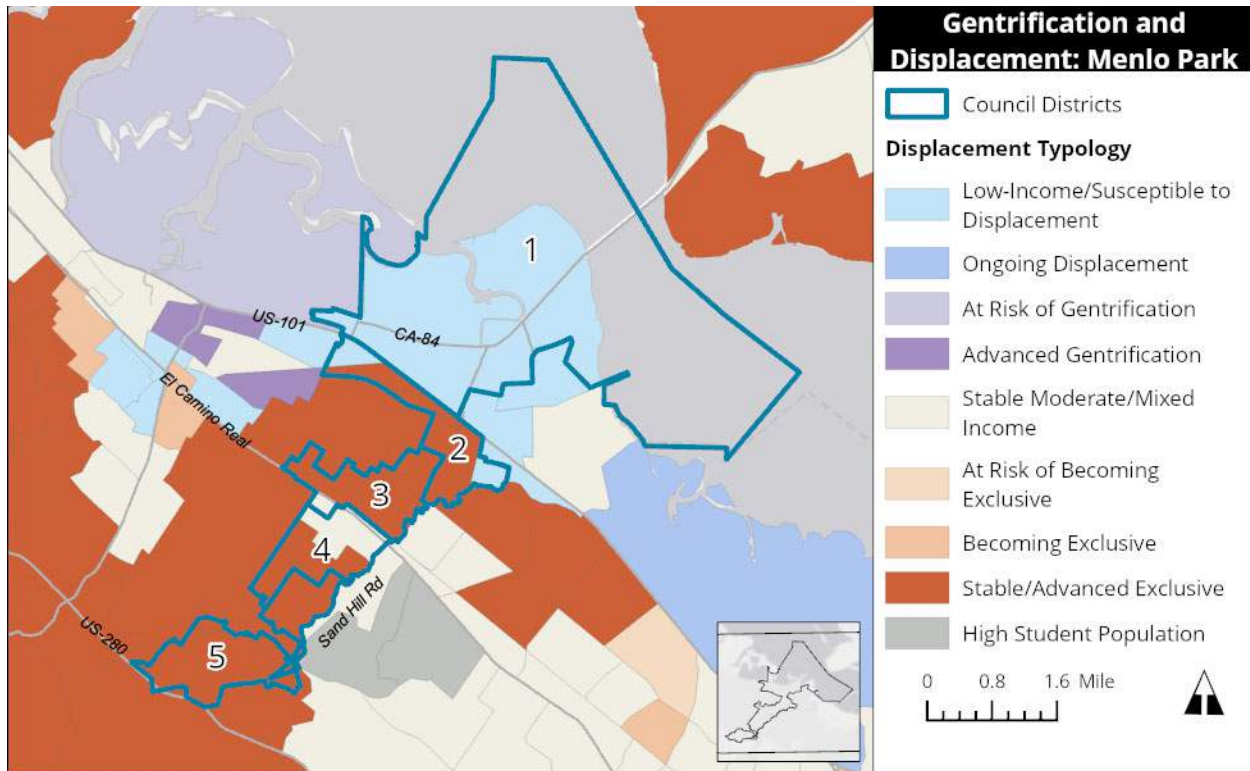 Gentrification and
Displacement: Menlo Park
Council Districts
Displacement Typology
Low-Income/Susceptible to
Displacement
Ongoing Displacement
At Risk of Gentrification
Advanced Gentrification
Stable Moderate/Mixed
Income
At Risk of Becoming
Exclusive
Becoming Exclusive
Stable/Advanced Exclusive
High Student Population
0 0.8 1.6 Mile
1
US-101
CA-84
El Camino Real
2
3
4
Sand Hill Rd
US-280
5